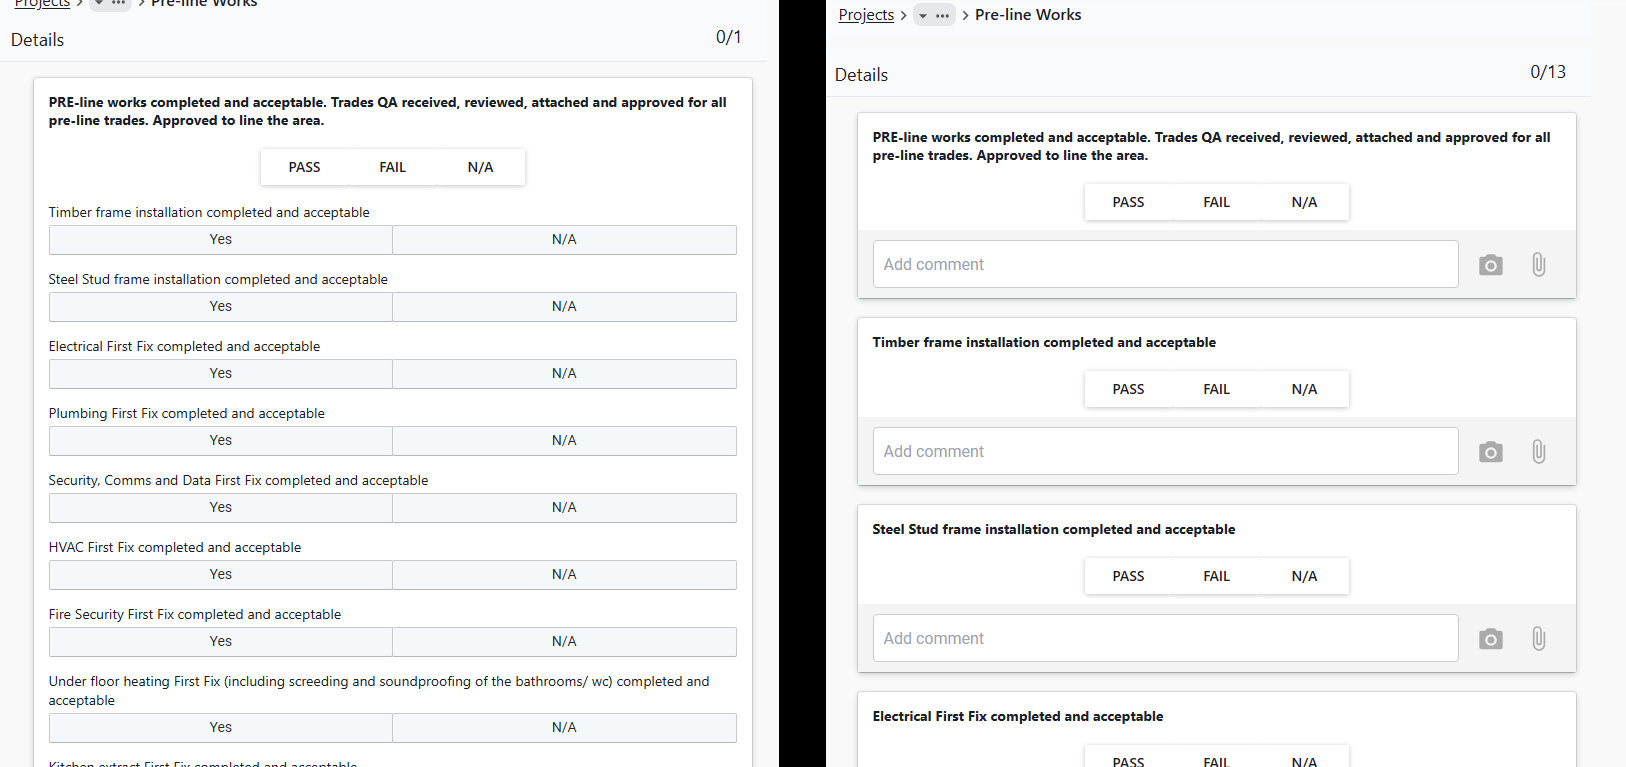 Projects > ... > Pre-line Works
Details 0/1
PRE-line works completed and acceptable. Trades QA received, reviewed, attached and approved for all
pre-line trades. Approved to line the area.
PASS FAIL N/A
Timber frame installation completed and acceptable
Yes N/A
Steel Stud frame installation completed and acceptable
Yes N/A
Electrical First Fix completed and acceptable
Yes N/A
Plumbing First Fix completed and acceptable
Yes N/A
Security, Comms and Data First Fix completed and acceptable
Yes N/A
HVAC First Fix completed and acceptable
Yes N/A
Fire Security First Fix completed and acceptable
Yes N/A
Under floor heating First Fix (including screeding and soundproofing of the bathrooms/ wc) completed and
acceptable
Yes N/A
Kitchen extract First Fix completed and acceptable
Projects > ... > Pre-line Works
Details 0/13
PRE-line works completed and acceptable. Trades QA received, reviewed, attached and approved for all
pre-line trades. Approved to line the area.
PASS FAIL N/A
Add comment
Timber frame installation completed and acceptable
PASS FAIL N/A
Add comment
Steel Stud frame installation completed and acceptable
PASS FAIL N/A
Add comment
Electrical First Fix completed and acceptable
PASS FAIL N/A